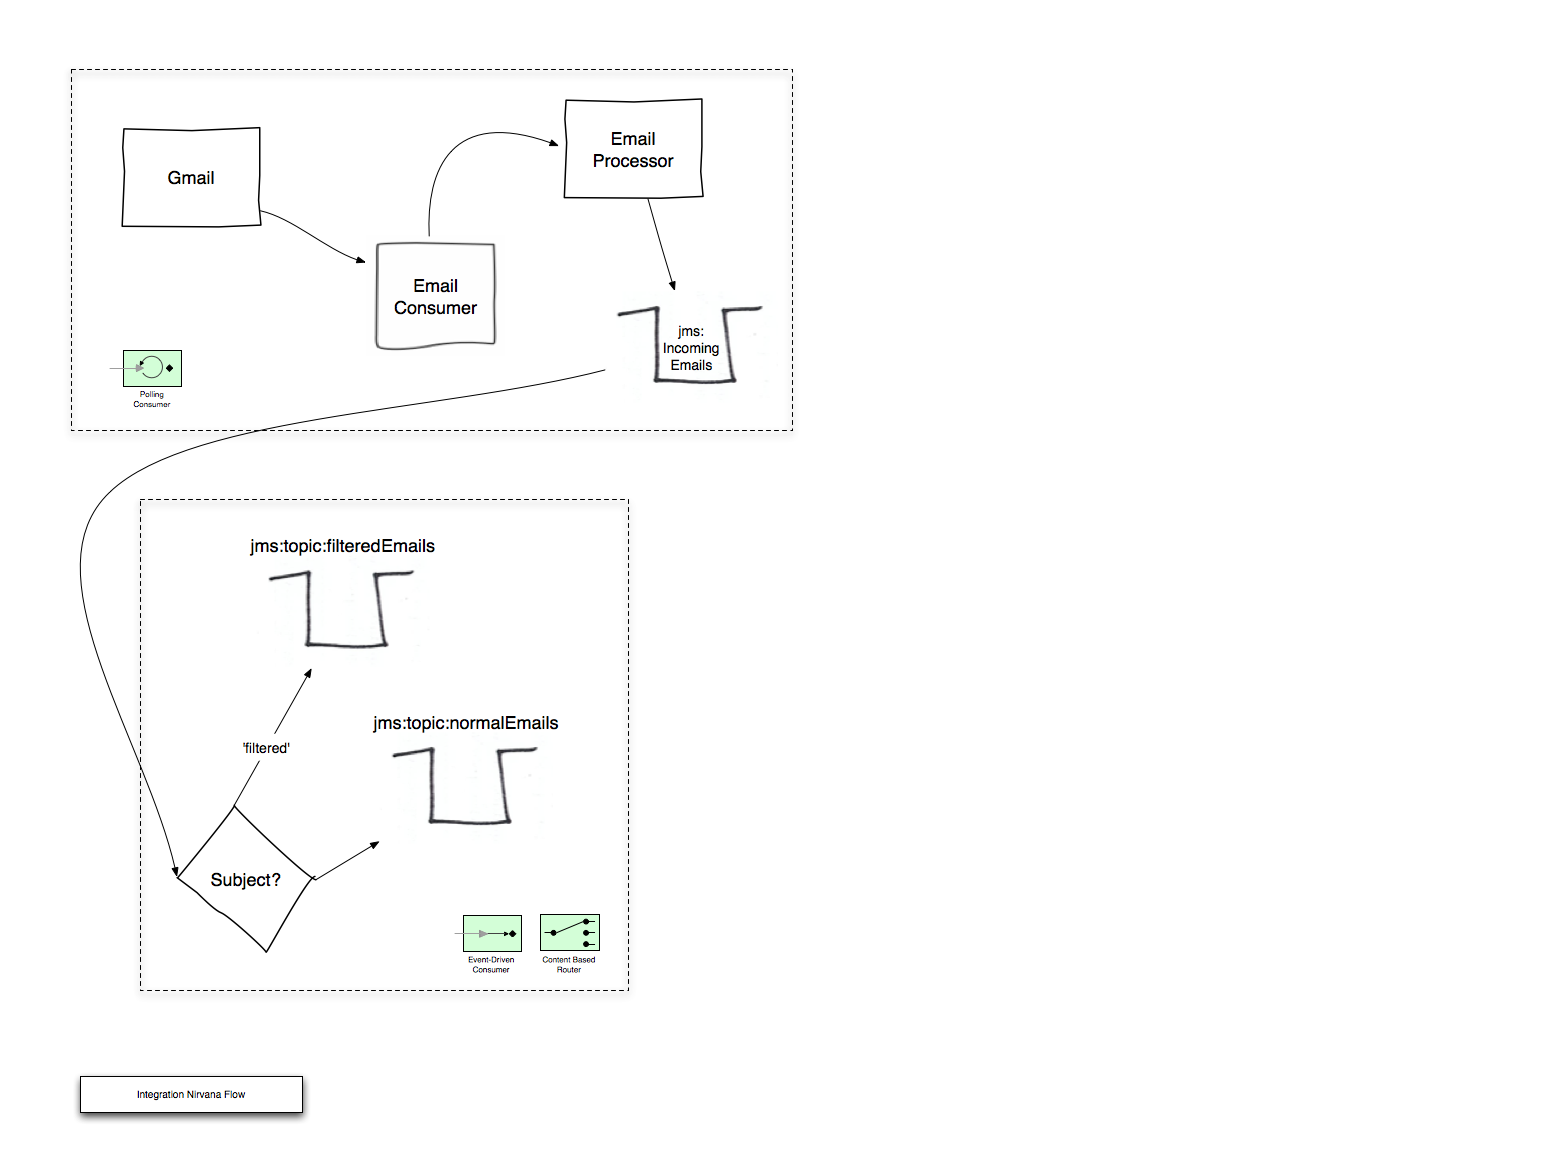 Gmail
Email
Processor
Email
Consumer
jms:
Incoming
Emails
Polling
Consumer
jms:topic:filteredEmails
jms:topic:normalEmails
'filtered'
Subject?
Event-Driven
Consumer
Content Based
Router
Integration Nirvana Flow